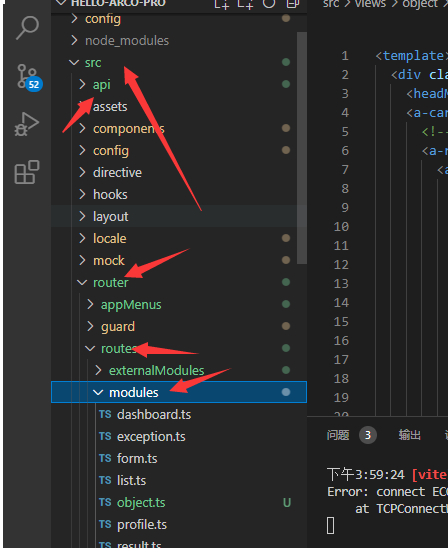 HELLO-ARCO-PRO
config
node_modules
src
api
assets
components
config
directive
hooks
layout
locale
mock
router
appMenus
guard
routes
externalModules
modules
TS dashboard.ts
TS exception.ts
TS form.ts
TS list.ts
TS object.ts U
TS profile.ts
TS result.ts
52
src > views > object
1 <template>
2 <div cla
3 <headM
4 <a-car
5 <!--
6 <a-r
7 <a
8
9
10
11
12
13
14
15
16
17
18
19
20
问题 3 输出
下午3:59:24 [vite
Error: connect ECO
at TCPConnect